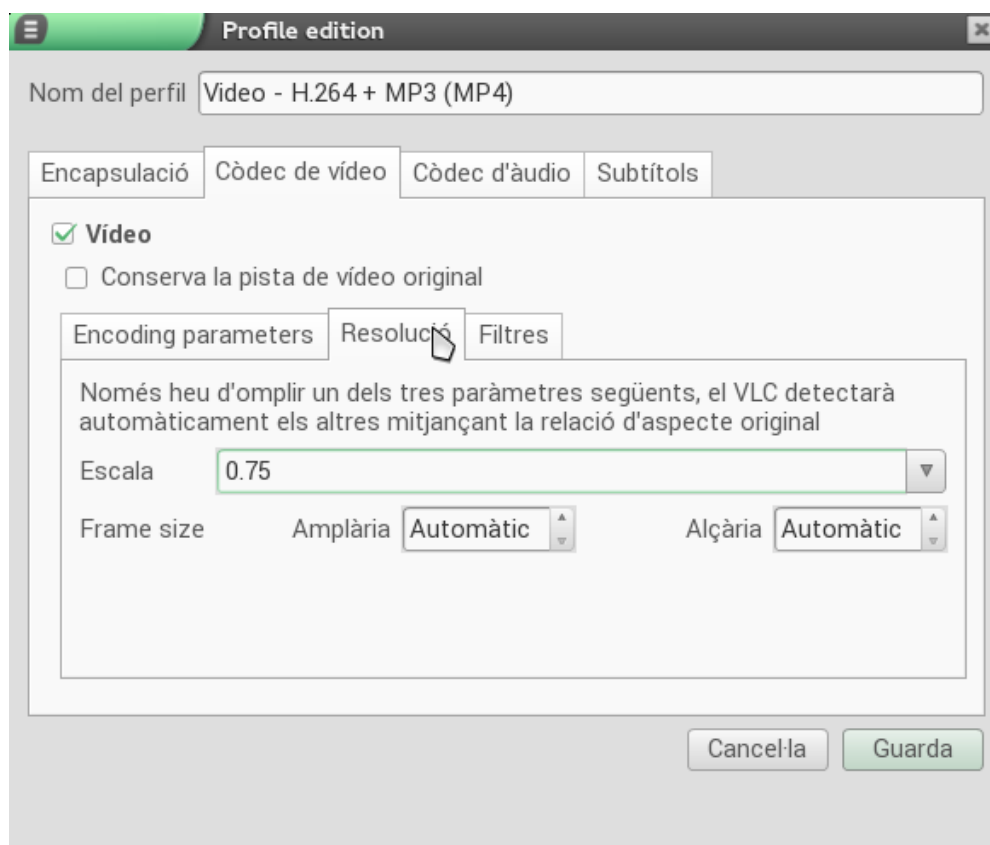 Profile edition
Nom del perfil Video - H.264 + MP3 (MP4)
Encapsulació Còdec de vídeo Còdec d'àudio Subtítols
Vídeo
Conserva la pista de vídeo original
Encoding parameters Resolució Filtres
Només heu d'omplir un dels tres paràmetres següents, el VLC detectarà
automàticament els altres mitjançant la relació d'aspecte original
Escala 0.75
Frame size Amplària Automàtic Alçària Automàtic
Cancel·la Guarda